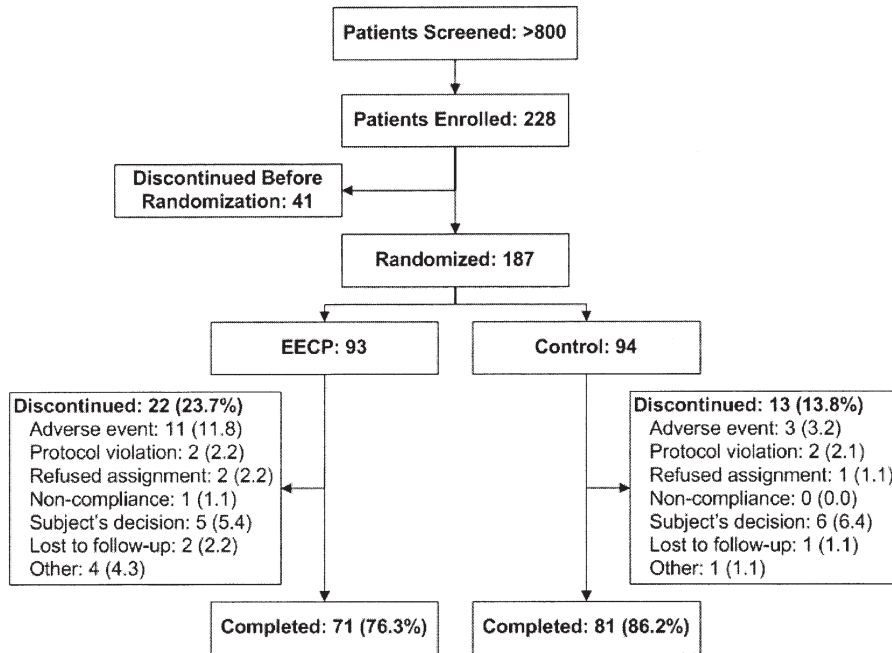 Patients Screened: >800
Patients Enrolled: 228
Discontinued Before
Randomization: 41
Randomized: 187
EECP: 93
Control: 94
Discontinued: 22 (23.7%)
Adverse event: 11 (11.8)
Protocol violation: 2 (2.2)
Refused assignment: 2 (2.2)
Non-compliance: 1 (1.1)
Subject's decision: 5 (5.4)
Lost to follow-up: 2 (2.2)
Other: 4 (4.3)
Discontinued: 13 (13.8%)
Adverse event: 3 (3.2)
Protocol violation: 2 (2.1)
Refused assignment: 1 (1.1)
Non-compliance: 0 (0.0)
Subject's decision: 6 (6.4)
Lost to follow-up: 1 (1.1)
Other: 1 (1.1)
Completed: 71 (76.3%)
Completed: 81 (86.2%)